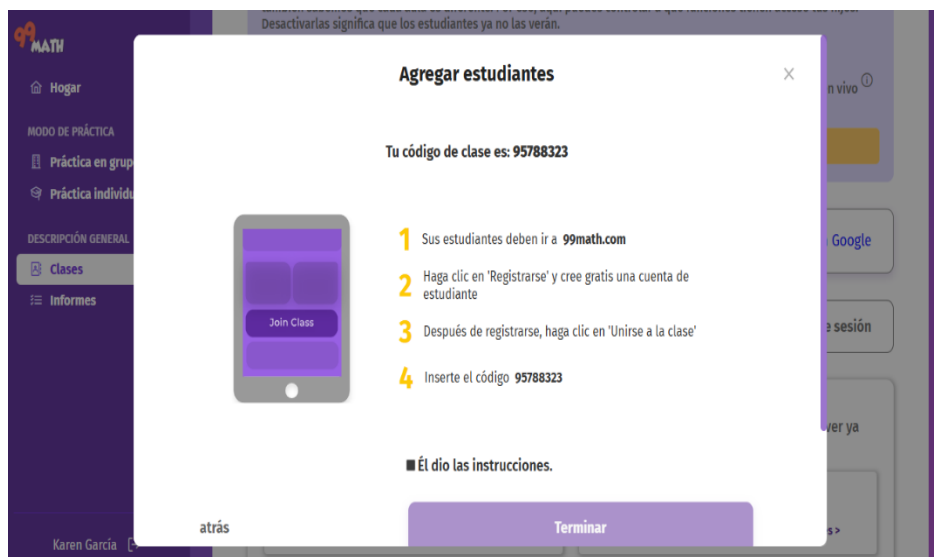 Desactivarlas significa que los estudiantes ya no las verán.
99
MATH
Hogar
MODO DE PRÁCTICA
Práctica en grup
Práctica individu
DESCRIPCIÓN GENERAL
Clases
Informes
Karen García
Agregar estudiantes
Tu código de clase es: 95788323
Join Class
1 Sus estudiantes deben ir a 99math.com
2 Haga clic en 'Registrarse' y cree gratis una cuenta de
estudiante
3 Después de registrarse, haga clic en 'Unirse a la clase'
4 Inserte el código 95788323
Él dio las instrucciones.
atrás
Terminar
n vivo
Google
e sesión
ver ya
s >